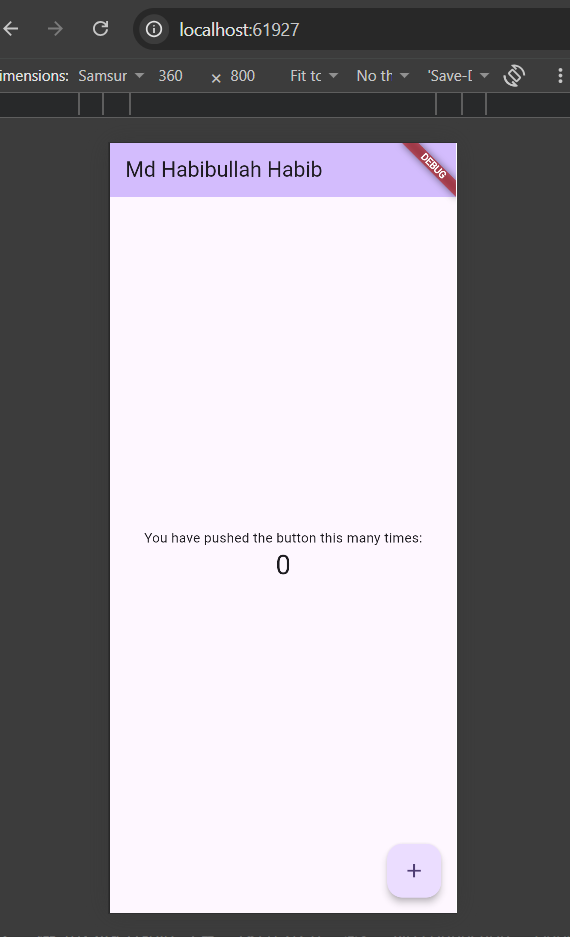 localhost:61927
imensions: Samsur 360 × 800 Fit to No th 'Save-D
Md Habibullah Habib
DEBUG
You have pushed the button this many times:
0
+